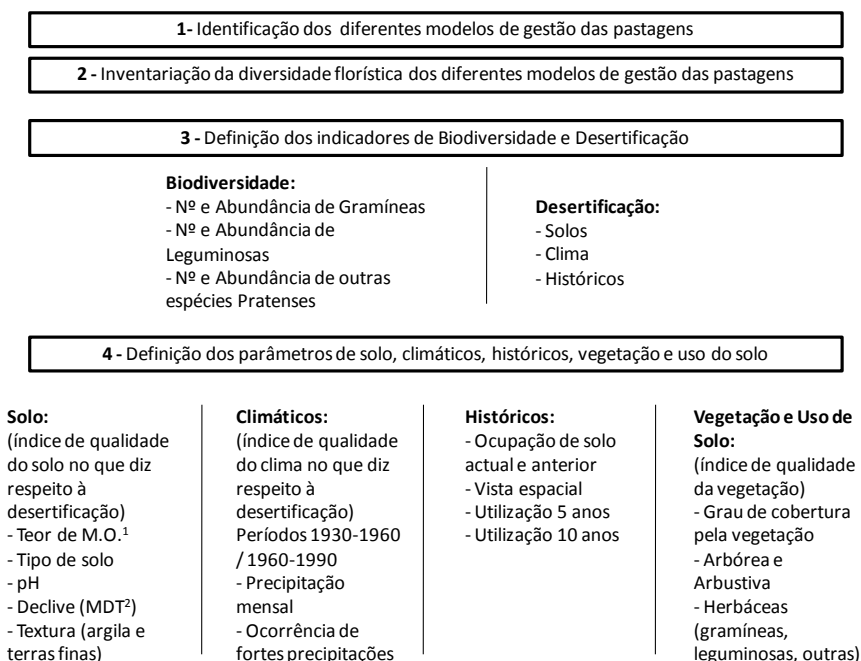 1- Identificação dos diferentes modelos de gestão das pastagens
2 - Inventariação da diversidade florística dos diferentes modelos de gestão das pastagens
3 - Definição dos indicadores de Biodiversidade e Desertificação
Biodiversidade:
- Nº e Abundância de Gramíneas
- Nº e Abundância de
Leguminosas
- Nº e Abundância de outras
espécies Pratenses
Desertificação:
- Solos
- Clima
- Históricos
4 - Definição dos parâmetros de solo, climáticos, históricos, vegetação e uso do solo
Solo:
(índice de qualidade
do solo no que diz
respeito à
desertificação)
- Teor de M.O.¹
- Tipo de solo
- pH
- Declive (MDT²)
- Textura (argila e
terras finas)
Climáticos:
(índice de qualidade
do clima no que diz
respeito à
desertificação)
Períodos 1930-1960
/ 1960-1990
- Precipitação
mensal
- Ocorrência de
fortes precipitações
Históricos:
- Ocupação de solo
actual e anterior
- Vista espacial
- Utilização 5 anos
- Utilização 10 anos
Vegetação e Uso de
Solo:
(índice de qualidade
da vegetação)
- Grau de cobertura
pela vegetação
- Arbórea e
Arbustiva
- Herbáceas
(gramíneas,
leguminosas, outras)